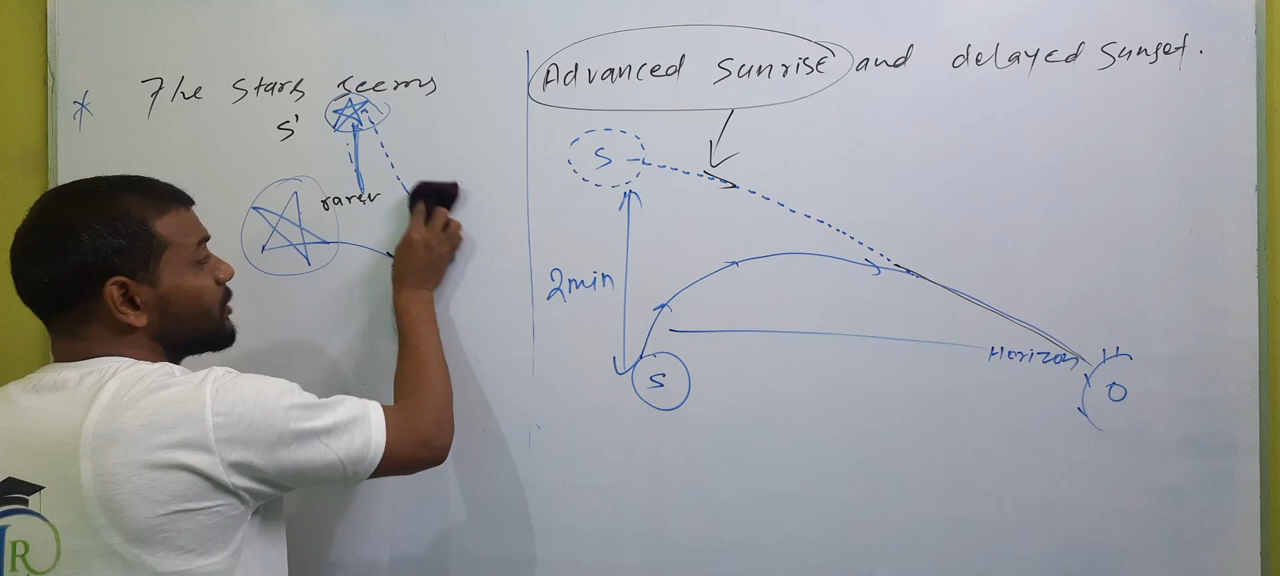 * The stars seems
S'
rarer
Advanced sunrise and delayed sunset.
S
2min
S
Horizon
O
R